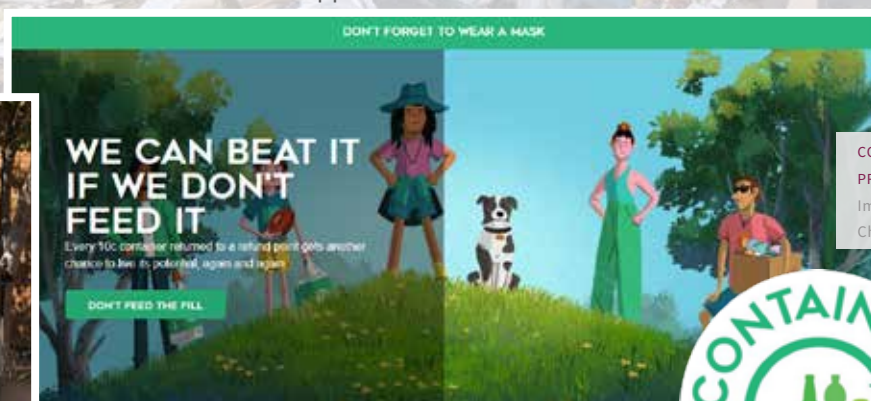 DON'T FORGET TO WEAR A MASK
WE CAN BEAT IT
IF WE DON'T
FEED IT
Every 10c container returned to a refund point gets another
chance to live its potential, again and again
DON'T FEED THE FILL
CO
PR
Im
Ch
CONTAIN